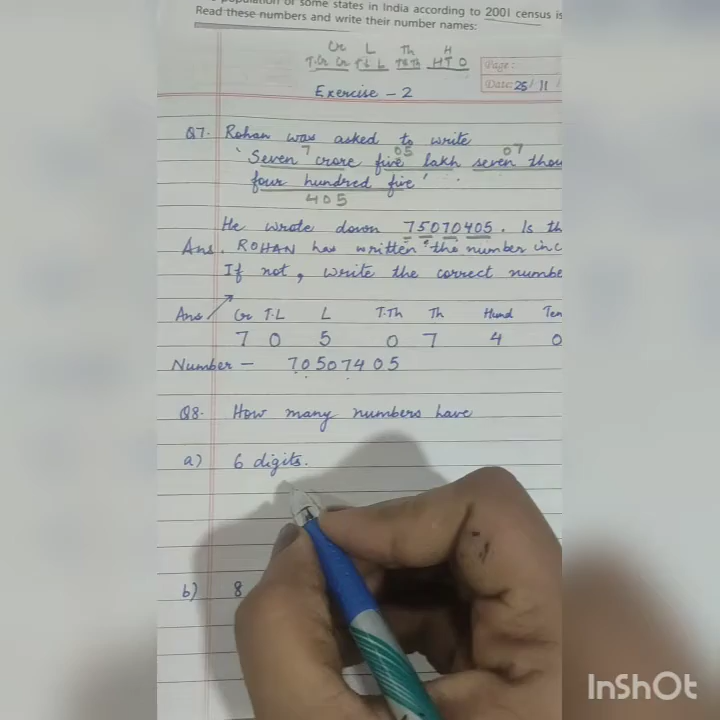 of some states in India according to 2001 census is
Read these numbers and write their number names:
Cr L Th H
T.Cr Cr T.L L T.Th Th H T O
Page:
Date: 25/11/
Exercise - 2
Q7. Rohan was asked to write
7 05 07
'Seven crore five lakh seven thou
four hundred five'
405
He wrote down 75070405. Is th
Ans. ROHAN has written the number inc
If not, write the correct numbe
Ans Cr T.L L T.Th Th Hund Ten
7 0 5 0 7 4 0
Number - 70507405
Q8. How many numbers have
a) 6 digits.
b) 8
InShOt